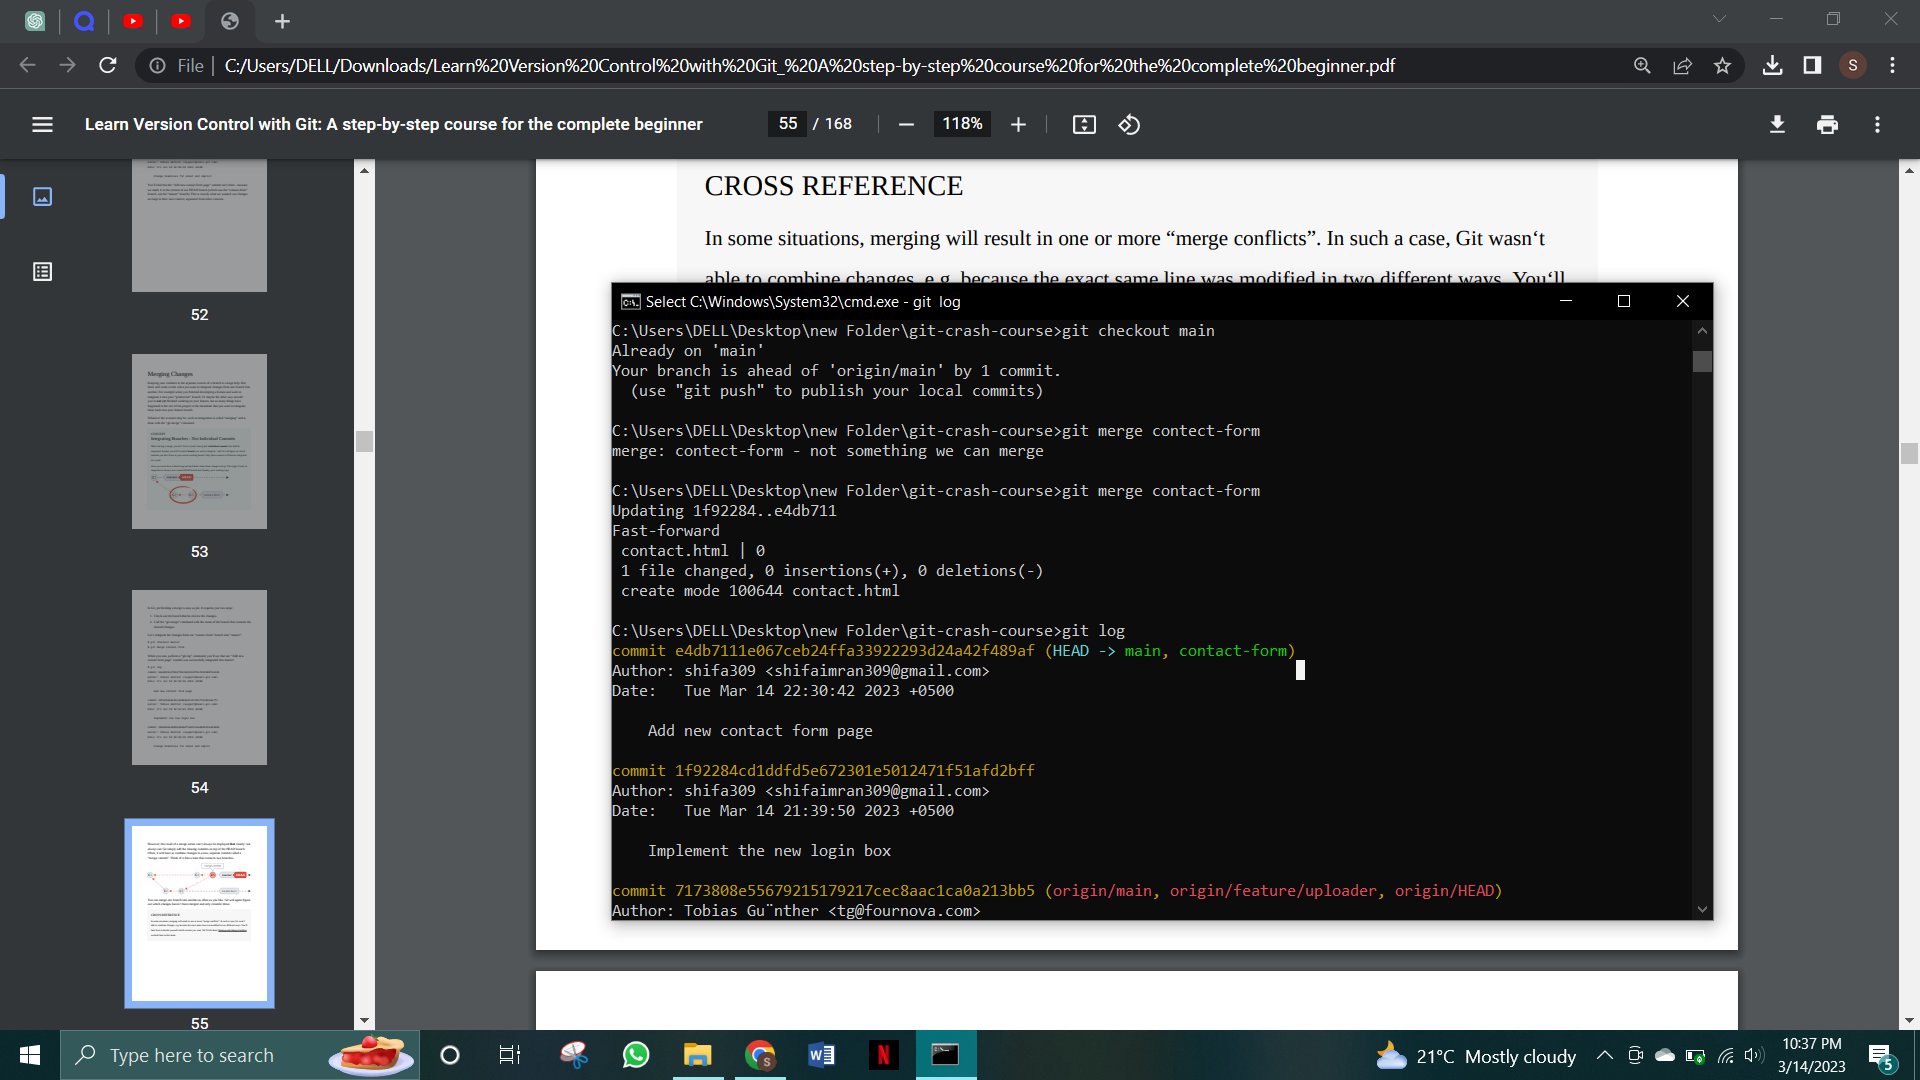 File
C:/Users/DELL/Downloads/Learn%20Version%20Control%20with%20Git_%20A%20step-by-step%20course%20for%20the%20complete%20beginner.pdf
S
Learn Version Control with Git: A step-by-step course for the complete beginner
55 / 168
118%
52
Merging Changes
53
54
55
CROSS REFERENCE
In some situations, merging will result in one or more “merge conflicts”. In such a case, Git wasn‘t
able to combine changes, e.g. because the exact same line was modified in two different ways. You‘ll
Select C:\Windows\System32\cmd.exe - git  log
C:\Users\DELL\Desktop\new Folder\git-crash-course>git checkout main
Already on 'main'
Your branch is ahead of 'origin/main' by 1 commit.
  (use "git push" to publish your local commits)
C:\Users\DELL\Desktop\new Folder\git-crash-course>git merge contect-form
merge: contect-form - not something we can merge
C:\Users\DELL\Desktop\new Folder\git-crash-course>git merge contact-form
Updating 1f92284..e4db711
Fast-forward
 contact.html | 0
 1 file changed, 0 insertions(+), 0 deletions(-)
 create mode 100644 contact.html
C:\Users\DELL\Desktop\new Folder\git-crash-course>git log
commit e4db7111e067ceb24ffa33922293d24a42f489af (HEAD -> main, contact-form)
Author: shifa309 <shifaimran309@gmail.com>
Date:   Tue Mar 14 22:30:42 2023 +0500
    Add new contact form page
commit 1f92284cd1ddfd5e672301e5012471f51afd2bff
Author: shifa309 <shifaimran309@gmail.com>
Date:   Tue Mar 14 21:39:50 2023 +0500
    Implement the new login box
commit 7173808e55679215179217cec8aac1ca0a213bb5 (origin/main, origin/feature/uploader, origin/HEAD)
Author: Tobias Gu¨nther <tg@fournova.com>
Type here to search
21°C Mostly cloudy
10:37 PM
3/14/2023
5